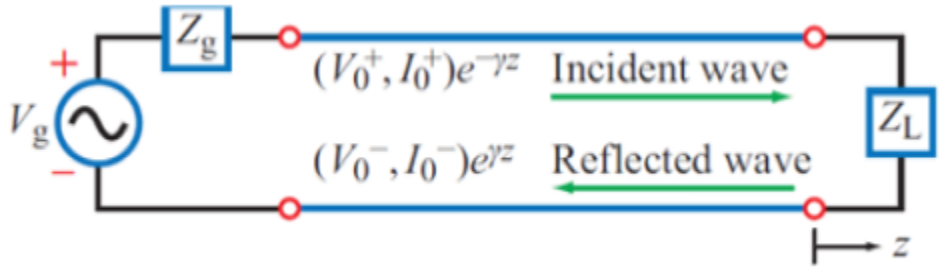 Z_g
+
(V_0^+, I_0^+)e^{-γz} Incident wave
V_g
Z_L
(V_0^-, I_0^-)e^{γz} Reflected wave
−
z